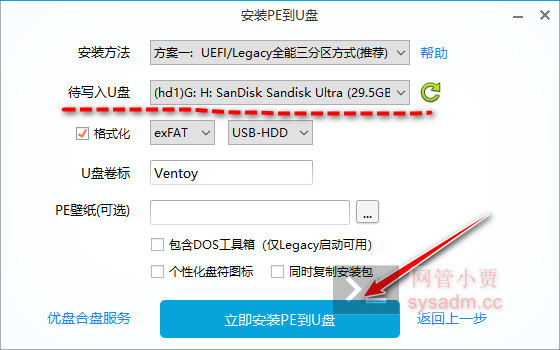 安装PE到U盘
安装方法 方案一：UEFI/Legacy全能三分区方式(推荐) 帮助
待写入U盘 (hd1)G: H: SanDisk Sandisk Ultra (29.5GB
格式化 exFAT USB-HDD
U盘卷标 Ventoy
PE壁纸(可选) ...
包含DOS工具箱（仅Legacy启动可用）
个性化盘符图标 同时复制安装包
网管小贾
sysadm.cc
优盘合盘服务 立即安装PE到U盘 返回上一步